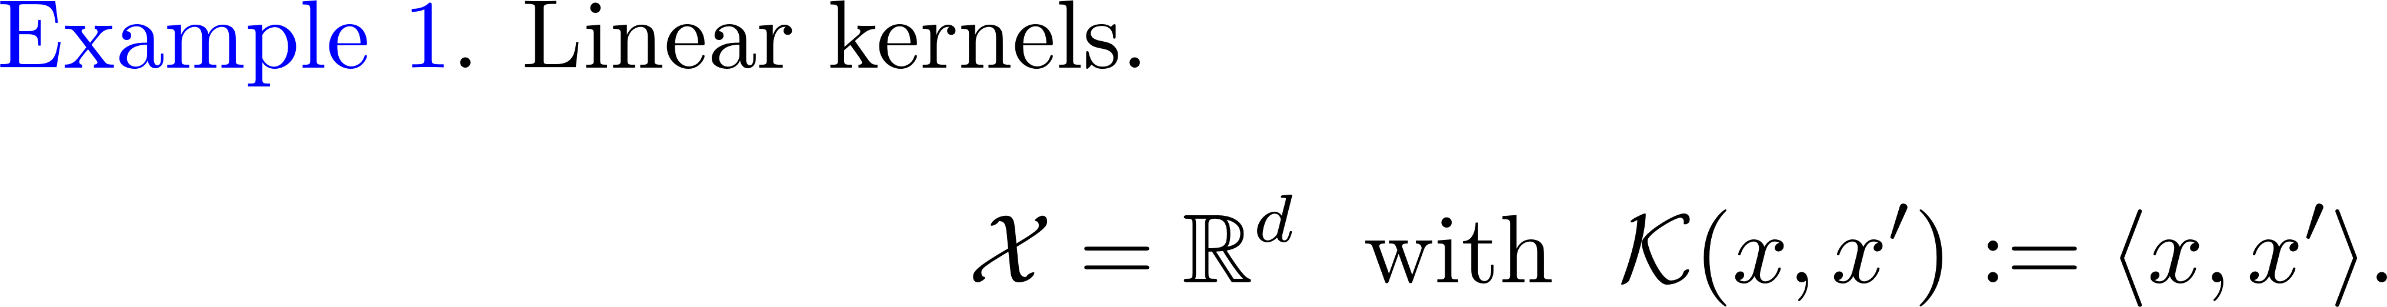 Example 1. Linear kernels.
𝒳 = ℝ^d with 𝒦(x, x′) := ⟨x, x′⟩.